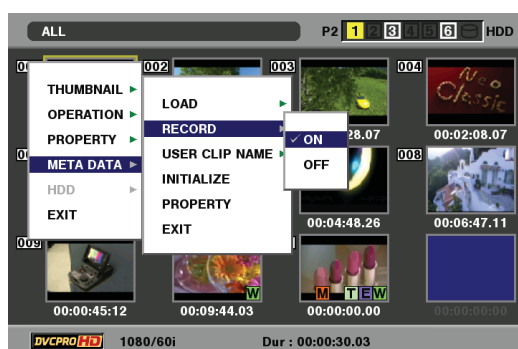 ALL P2 1 2 3 4 5 6 HDD
002 003 004
THUMBNAIL
OPERATION
PROPERTY
META DATA
HDD
EXIT
LOAD
RECORD
USER CLIP NAME
INITIALIZE
PROPERTY
EXIT
ON
OFF
Neo Classic
28.07 00:02:08.07
008
00:04:48.26 00:06:47.11
009
W M T E W
00:00:45:12 00:09:44.03 00:00:00.00 00:00:00:00
DVCPRO HD 1080/60i Dur : 00:00:30.03